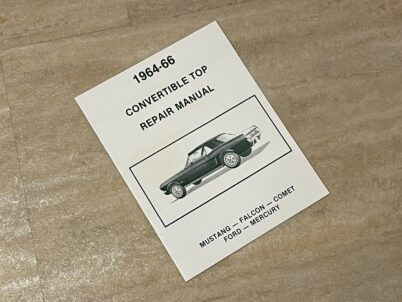 1964-66
CONVERTIBLE TOP
REPAIR MANUAL
MUSTANG — FALCON — COMET
FORD — MERCURY